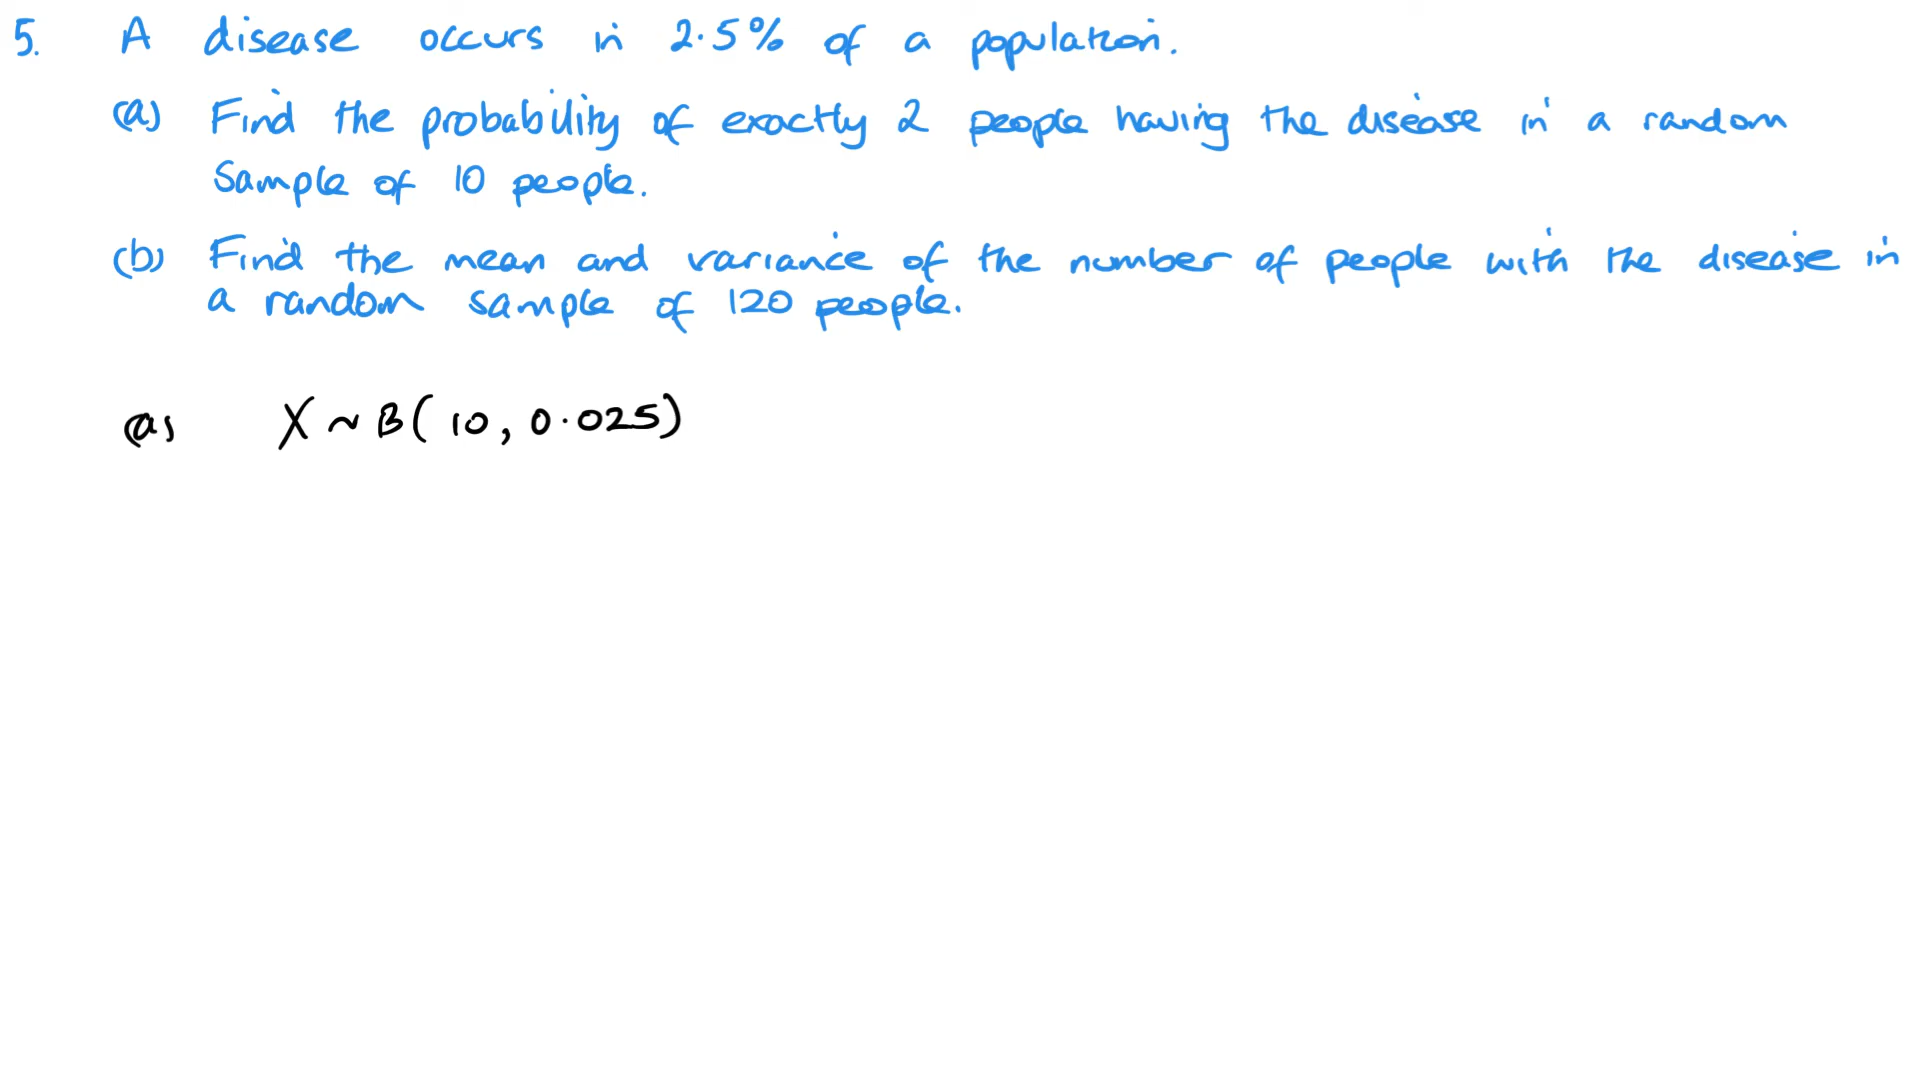 5. A disease occurs in 2.5% of a population.
(a) Find the probability of exactly 2 people having the disease in a random
sample of 10 people.
(b) Find the mean and variance of the number of people with the disease in
a random sample of 120 people.
(a) X ~ B(10, 0.025)